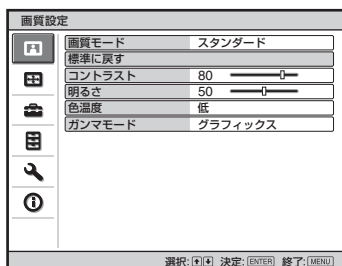 画質設定
画質モード スタンダード
標準に戻す
コントラスト 80
明るさ 50
色温度 低
ガンマモード グラフィックス
選択: 決定: ENTER 終了: MENU